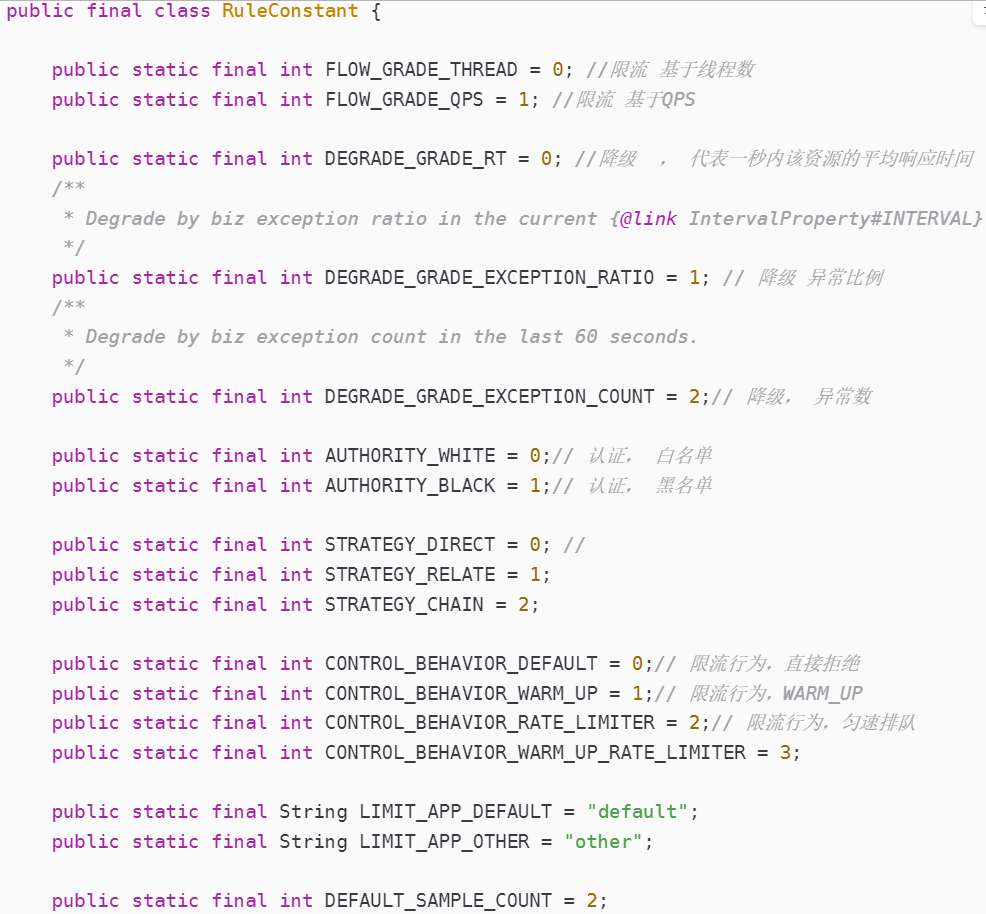 public final class RuleConstant {
public static final int FLOW_GRADE_THREAD = 0; //限流 基于线程数
public static final int FLOW_GRADE_QPS = 1; //限流 基于QPS
public static final int DEGRADE_GRADE_RT = 0; //降级 ， 代表一秒内该资源的平均响应时间
/**
* Degrade by biz exception ratio in the current {@link IntervalProperty#INTERVAL}
*/
public static final int DEGRADE_GRADE_EXCEPTION_RATIO = 1; // 降级 异常比例
/**
* Degrade by biz exception count in the last 60 seconds.
*/
public static final int DEGRADE_GRADE_EXCEPTION_COUNT = 2;// 降级， 异常数
public static final int AUTHORITY_WHITE = 0;// 认证， 白名单
public static final int AUTHORITY_BLACK = 1;// 认证， 黑名单
public static final int STRATEGY_DIRECT = 0; //
public static final int STRATEGY_RELATE = 1;
public static final int STRATEGY_CHAIN = 2;
public static final int CONTROL_BEHAVIOR_DEFAULT = 0;// 限流行为，直接拒绝
public static final int CONTROL_BEHAVIOR_WARM_UP = 1;// 限流行为，WARM_UP
public static final int CONTROL_BEHAVIOR_RATE_LIMITER = 2;// 限流行为，匀速排队
public static final int CONTROL_BEHAVIOR_WARM_UP_RATE_LIMITER = 3;
public static final String LIMIT_APP_DEFAULT = "default";
public static final String LIMIT_APP_OTHER = "other";
public static final int DEFAULT_SAMPLE_COUNT = 2;